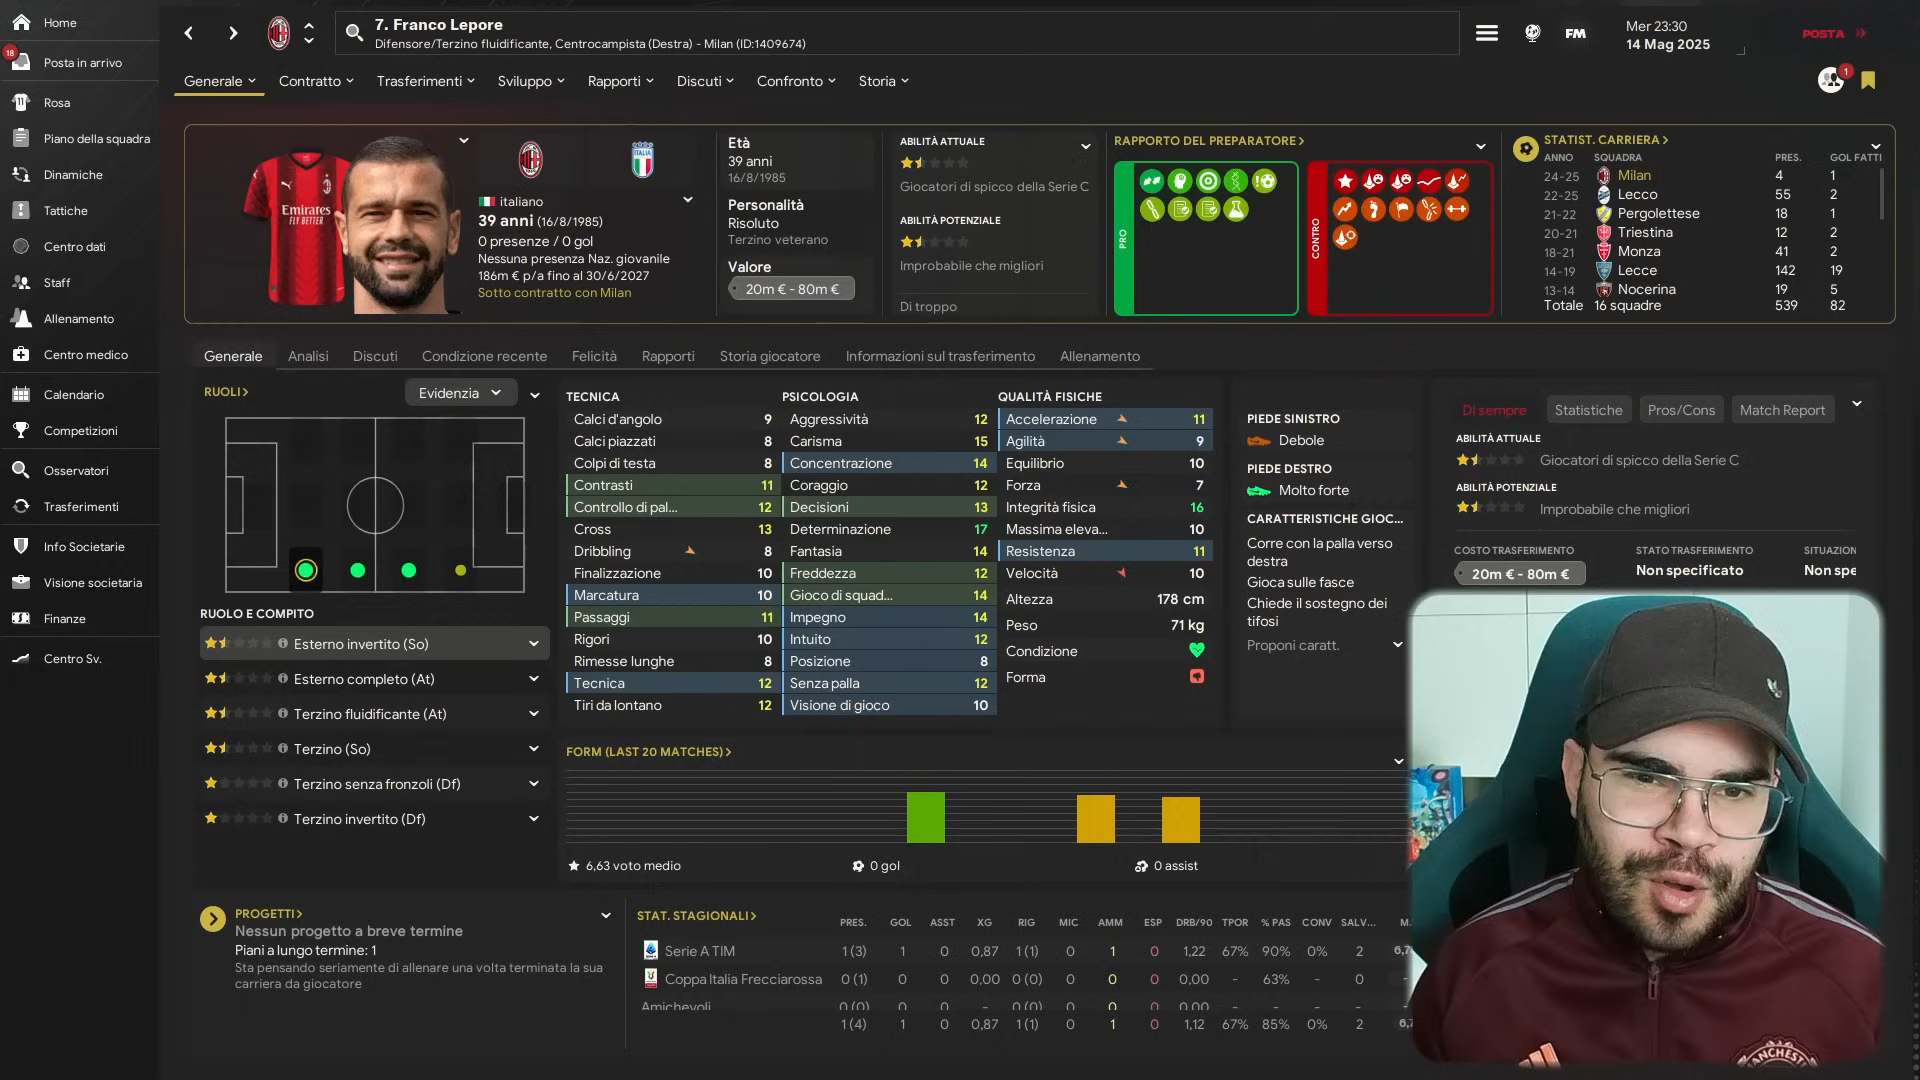 Home
18
Posta in arrivo
Rosa
Piano della squadra
Dinamiche
Tattiche
Centro dati
Staff
Allenamento
Centro medico
Calendario
Competizioni
Osservatori
Trasferimenti
Info Societarie
Visione societaria
Finanze
Centro Sv.
7. Franco Lepore
Difensore/Terzino fluidificante, Centrocampista (Destra) - Milan (ID:1409674)
FM
Mer 23:30
14 Mag 2025
POSTA
Generale Contratto Trasferimenti Sviluppo Rapporti Discuti Confronto Storia
1
Emirates
FLY BETTER
ITALIA
italiano
39 anni (16/8/1985)
0 presenze / 0 gol
Nessuna presenza Naz. giovanile
186m € p/a fino al 30/6/2027
Sotto contratto con Milan
Età
39 anni
16/8/1985
Personalità
Risoluto
Terzino veterano
Valore
20m € - 80m €
ABILITÀ ATTUALE
Giocatori di spicco della Serie C
ABILITÀ POTENZIALE
Improbabile che migliori
Di troppo
RAPPORTO DEL PREPARATORE
PRO
CONTRO
STATIST. CARRIERA
ANNO SQUADRA PRES. GOL FATTI
24-25 Milan 4 1
22-25 Lecco 55 2
21-22 Pergolettese 18 1
20-21 Triestina 12 2
18-21 Monza 41 2
14-19 Lecce 142 19
13-14 Nocerina 19 5
Totale 16 squadre 539 82
Generale Analisi Discuti Condizione recente Felicità Rapporti Storia giocatore Informazioni sul trasferimento Allenamento
RUOLI
Evidenzia
RUOLO E COMPITO
Esterno invertito (So)
Esterno completo (At)
Terzino fluidificante (At)
Terzino (So)
Terzino senza fronzoli (Df)
Terzino invertito (Df)
TECNICA
Calci d'angolo 9
Calci piazzati 8
Colpi di testa 8
Contrasti 11
Controllo di pal... 12
Cross 13
Dribbling 8
Finalizzazione 10
Marcatura 10
Passaggi 11
Rigori 10
Rimesse lunghe 8
Tecnica 12
Tiri da lontano 12
PSICOLOGIA
Aggressività 12
Carisma 15
Concentrazione 14
Coraggio 12
Decisioni 13
Determinazione 17
Fantasia 14
Freddezza 12
Gioco di squad... 14
Impegno 14
Intuito 12
Posizione 8
Senza palla 12
Visione di gioco 10
QUALITÀ FISICHE
Accelerazione 11
Agilità 9
Equilibrio 10
Forza 7
Integrità fisica 16
Massima eleva... 10
Resistenza 11
Velocità 10
Altezza 178 cm
Peso 71 kg
Condizione
Forma
PIEDE SINISTRO
Debole
PIEDE DESTRO
Molto forte
CARATTERISTICHE GIOC...
Corre con la palla verso
destra
Gioca sulle fasce
Chiede il sostegno dei
tifosi
Proponi caratt.
Di sempre Statistiche Pros/Cons Match Report
ABILITÀ ATTUALE
Giocatori di spicco della Serie C
ABILITÀ POTENZIALE
Improbabile che migliori
COSTO TRASFERIMENTO STATO TRASFERIMENTO SITUAZION
20m € - 80m € Non specificato Non spe
FORM (LAST 20 MATCHES)
6,63 voto medio 0 gol 0 assist
PROGETTI
Nessun progetto a breve termine
Piani a lungo termine: 1
Sta pensando seriamente di allenare una volta terminata la sua
carriera da giocatore
STAT. STAGIONALI PRES. GOL ASST XG RIG MIC AMM ESP DRB/90 TPOR % PAS CONV SALV... M.
Serie A TIM 1 (3) 1 0 0,87 1 (1) 0 1 0 1,22 67% 90% 0% 2 6,7
Coppa Italia Frecciarossa 0 (1) 0 0 0,00 0 (0) 0 0 0 0,00 - 63% - 0 -
Amichevoli 0 (0) 0 0 - 0 (0) 0 0 0 0,00 - - - - -
1 (4) 1 0 0,87 1 (1) 0 1 0 1,12 67% 85% 0% 2 6,7
MANCHESTER